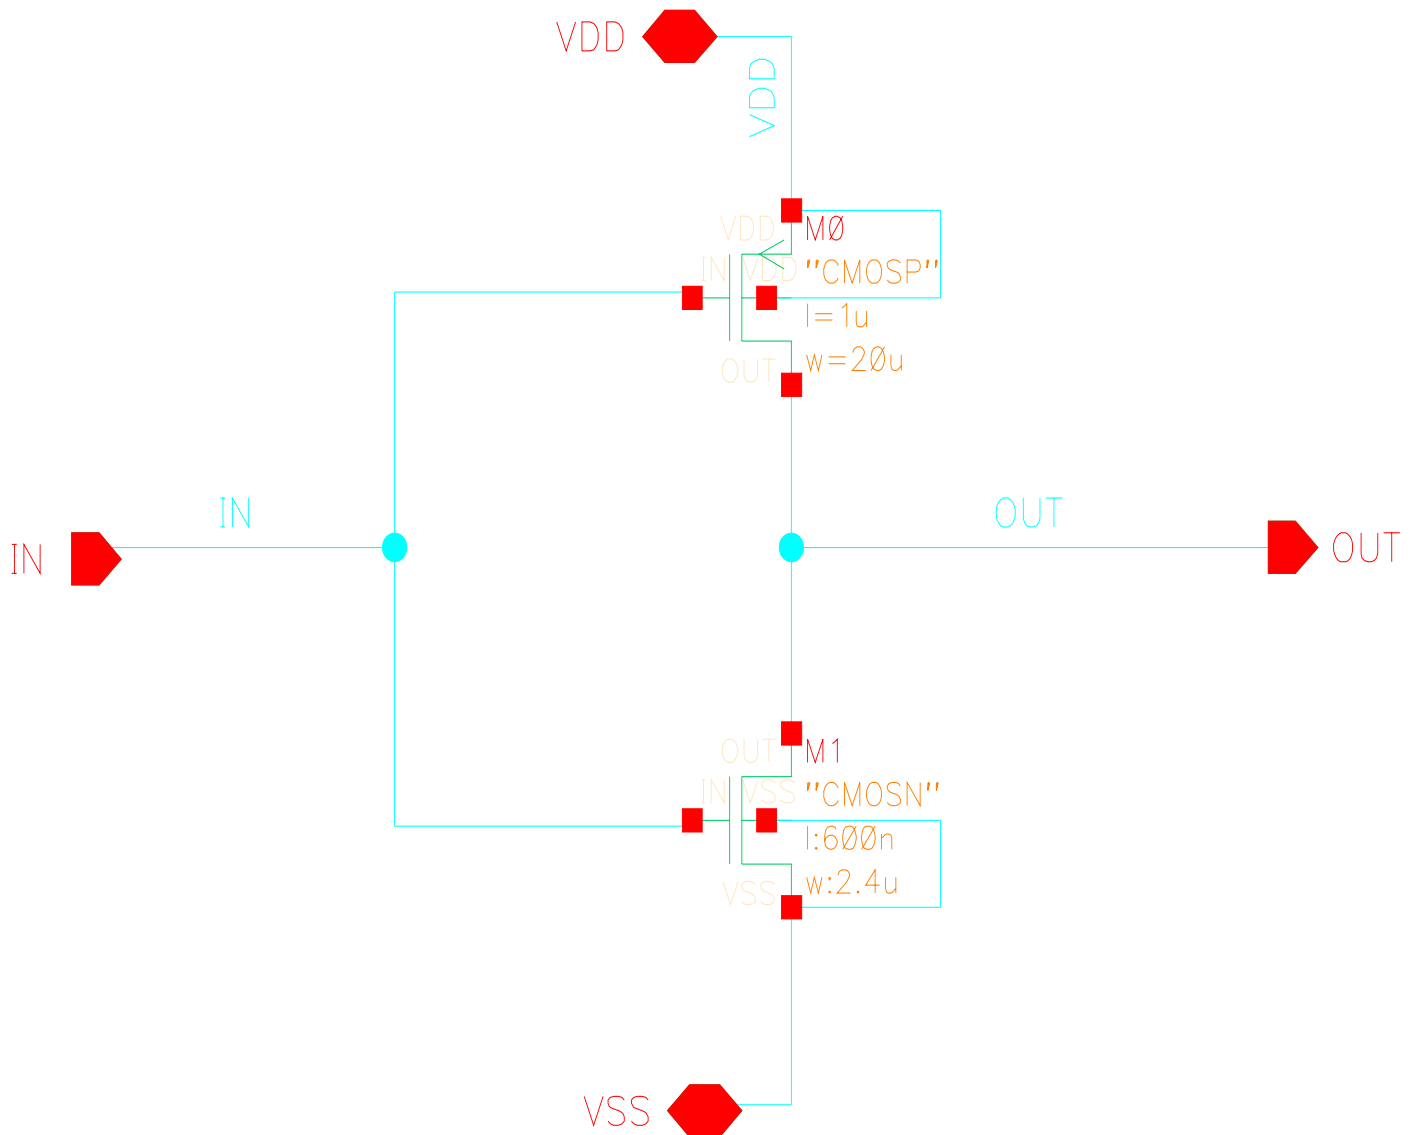 VDD
VDD
VDD
M0
IN VDD
"CMOSP"
l=1u
OUT
w=20u
IN
OUT
IN
OUT
OUT
M1
IN VSS
"CMOSN"
l:600n
VSS
w:2.4u
VSS